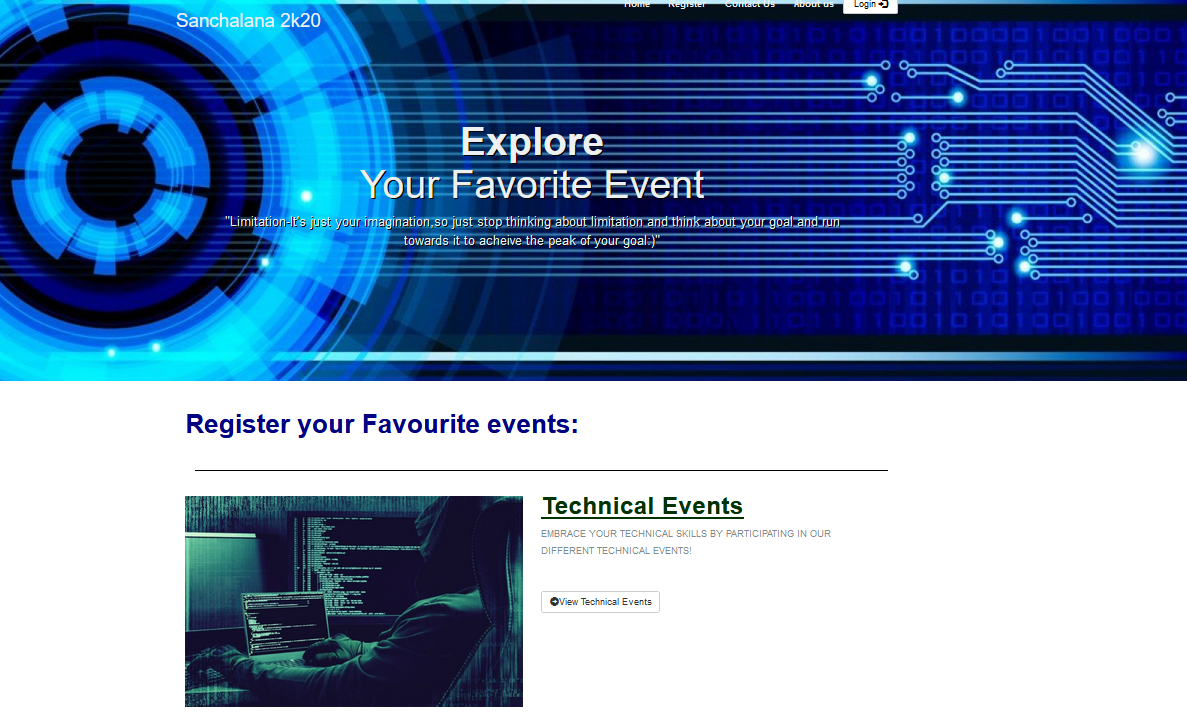 Sanchalana 2k20
Home Register Contact Us About us Login
Explore
Your Favorite Event
"Limitation-It's just your imagination,so just stop thinking about limitation and think about your goal and run
towards it to acheive the peak of your goal:)"
Register your Favourite events:
Technical Events
EMBRACE YOUR TECHNICAL SKILLS BY PARTICIPATING IN OUR
DIFFERENT TECHNICAL EVENTS!
View Technical Events